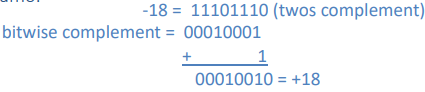 -18 = 11101110 (twos complement)
bitwise complement = 00010001
+ 1
00010010 = +18